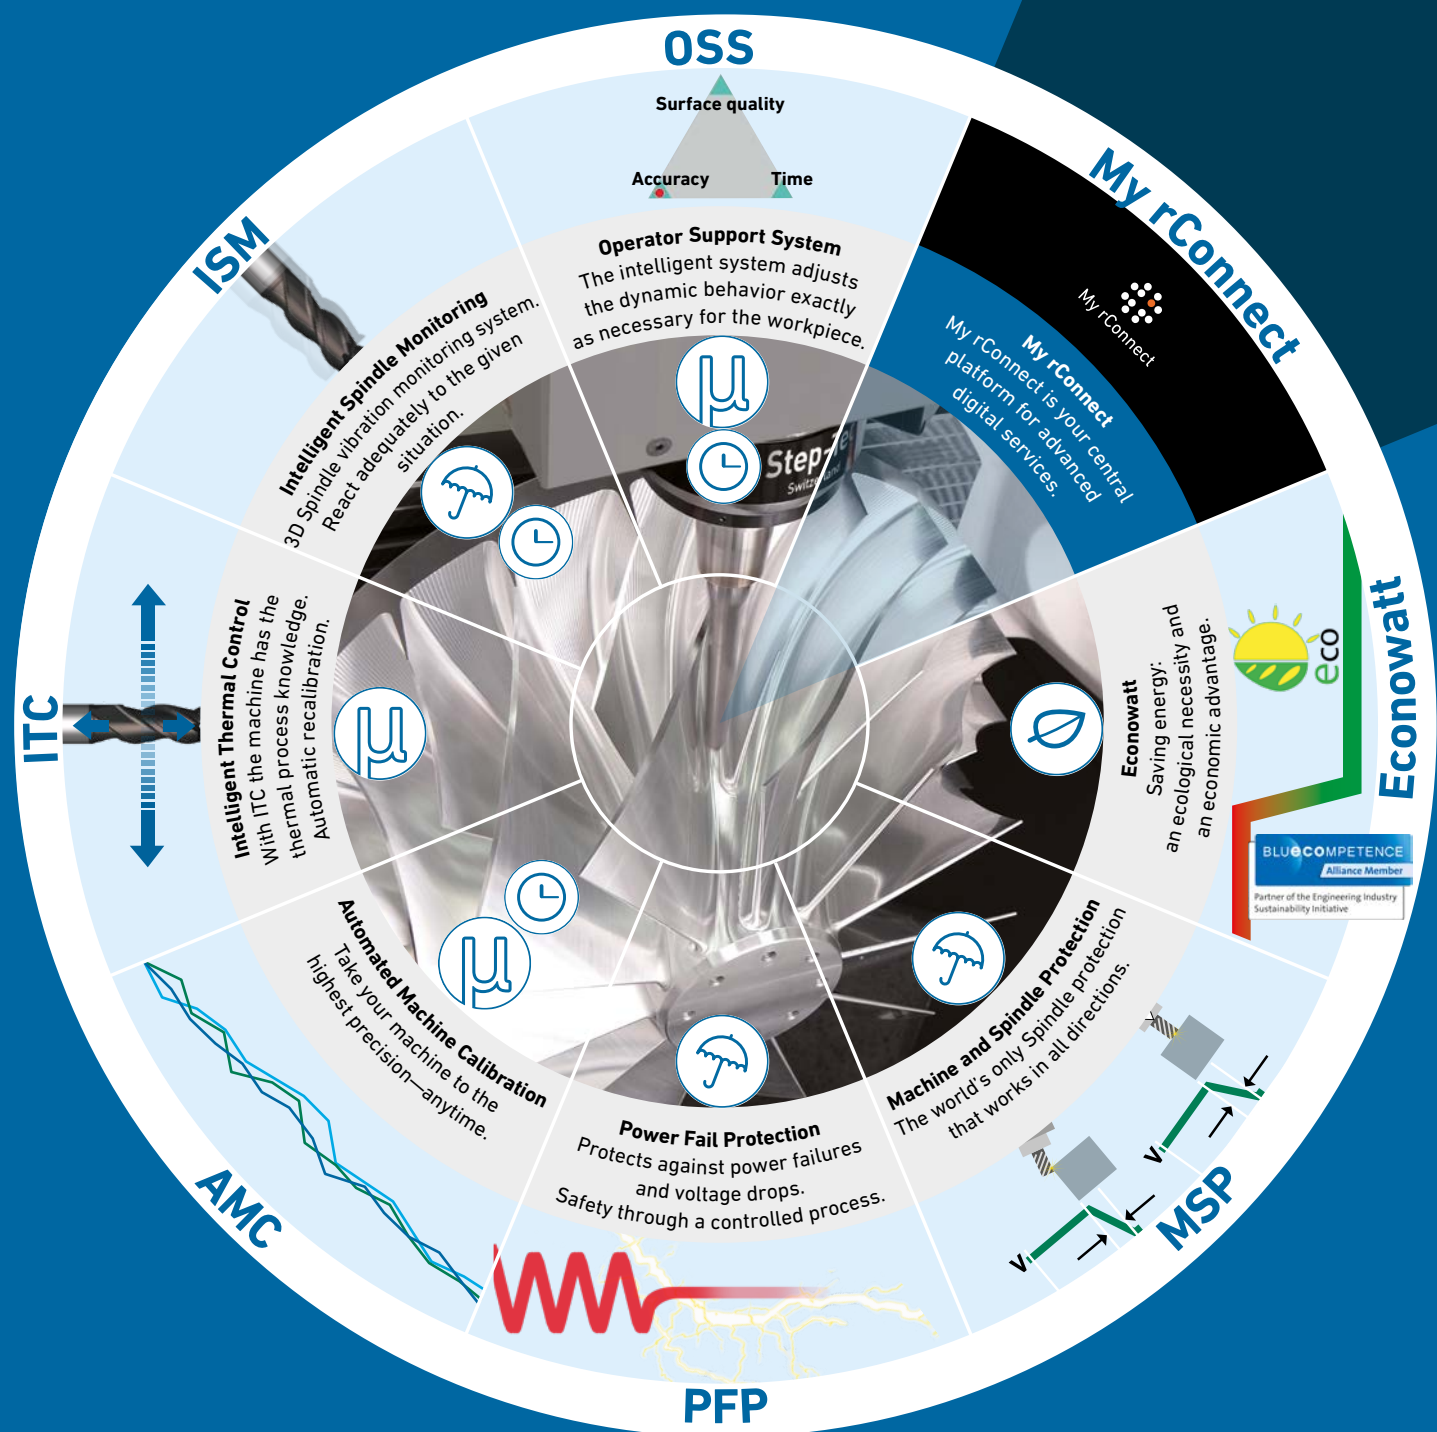 OSS
Surface quality
Accuracy
Time
Operator Support System
The intelligent system adjusts
the dynamic behavior exactly
as necessary for the workpiece.
My rConnect
My rConnect
My rConnect
My rConnect is your central
platform for advanced
digital services.
Econowatt
eco
Econowatt
Saving energy:
an ecological necessity and
an economic advantage.
BLUeCOMPETENCE
Alliance Member
Partner of the Engineering Industry
Sustainability Initiative
MSP
Machine and Spindle Protection
The world's only Spindle protection
that works in all directions.
V
V
PFP
Power Fail Protection
Protects against power failures
and voltage drops.
Safety through a controlled process.
AMC
Automated Machine Calibration
Take your machine to the
highest precision—anytime.
ITC
Intelligent Thermal Control
With ITC the machine has the
thermal process knowledge.
Automatic recalibration.
ISM
Intelligent Spindle Monitoring
3D Spindle vibration monitoring system.
React adequately to the given
situation.
μ
μ
μ
Step-Tec
Switzerland